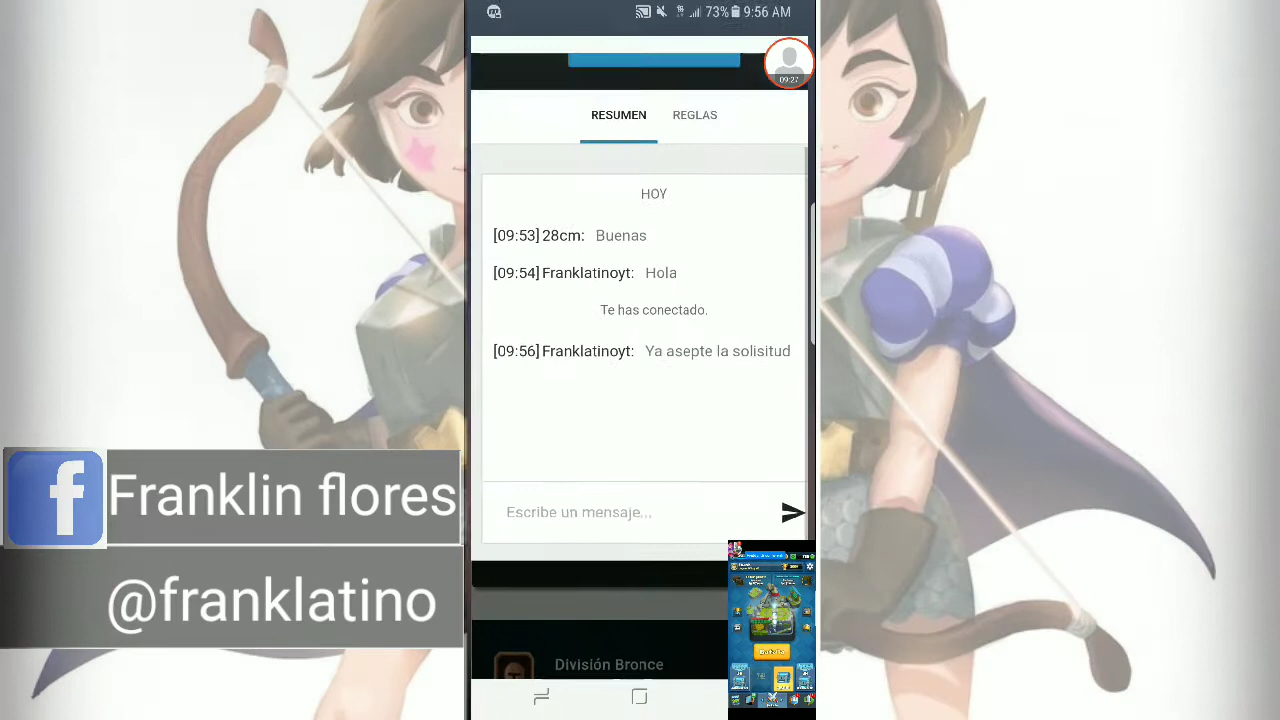 73% 9:56 AM
09:27
RESUMEN REGLAS
HOY
[09:53] 28cm: Buenas
[09:54] Franklatinoyt: Hola
Te has conectado.
[09:56] Franklatinoyt: Ya asepte la solisitud
f Franklin flores
@franklatino
Escribe un mensaje...
División Bronce
Batalla